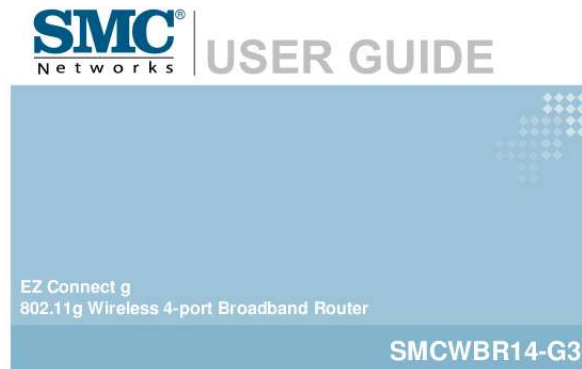 SMC®
Networks
USER GUIDE
EZ Connect g
802.11g Wireless 4-port Broadband Router
SMCWBR14-G3